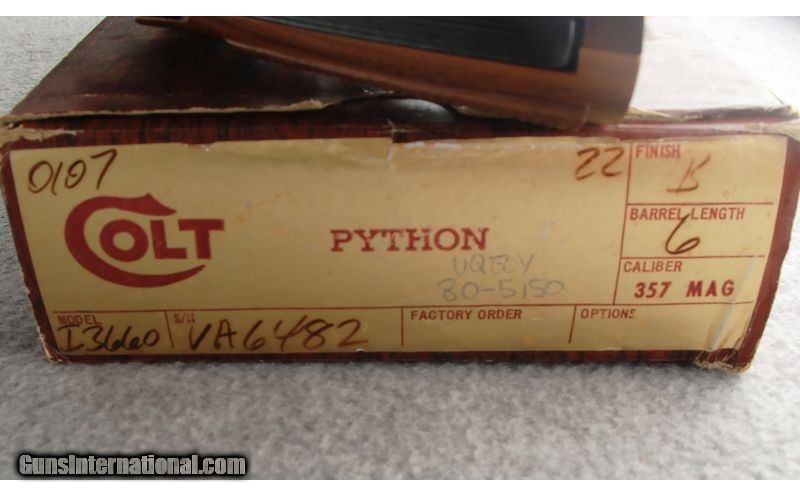 0107
22
COLT
PYTHON
80-5150
FINISH
B
BARREL LENGTH
6
CALIBER
357 MAG
MODEL
I3660
S/N
VA6482
FACTORY ORDER
OPTIONS
GunsInternational.com